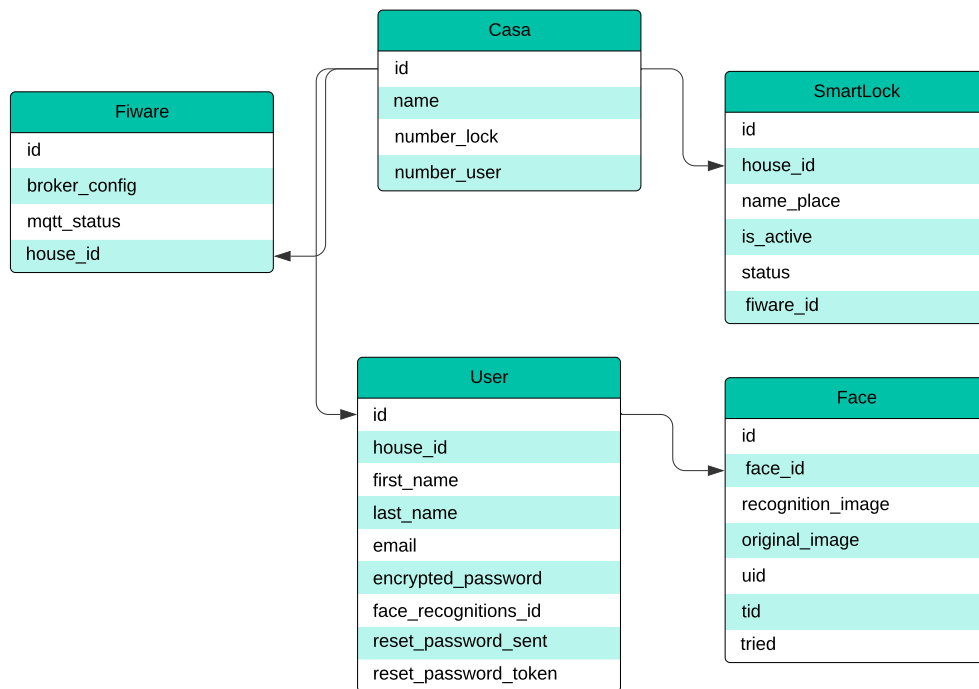 Casa
id
name
number_lock
number_user
Fiware
id
broker_config
mqtt_status
house_id
SmartLock
id
house_id
name_place
is_active
status
fiware_id
User
id
house_id
first_name
last_name
email
encrypted_password
face_recognitions_id
reset_password_sent
reset_password_token
Face
id
face_id
recognition_image
original_image
uid
tid
tried